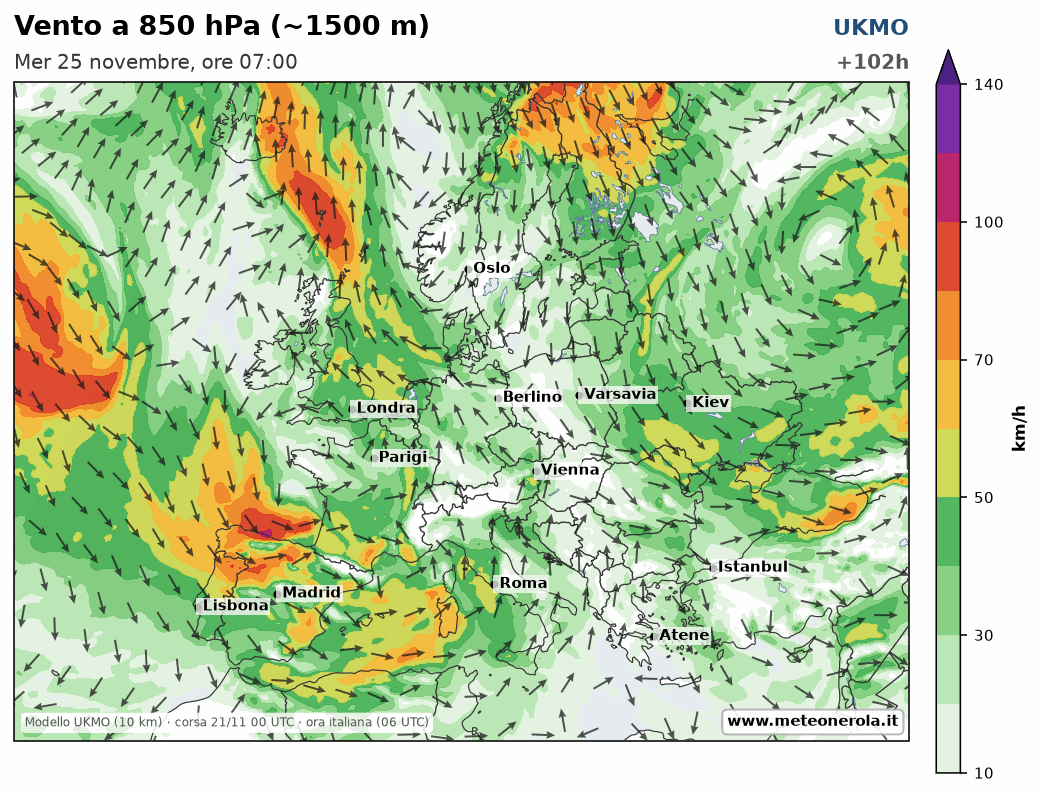 Vento a 850 hPa (~1500 m)
UKMO
Mer 25 novembre, ore 07:00
+102h
140
100
70
50
30
10
km/h
Oslo
Londra
Berlino
Varsavia
Kiev
Parigi
Vienna
Istanbul
Roma
Madrid
Lisbona
Atene
Modello UKMO (10 km) · corsa 21/11 00 UTC · ora italiana (06 UTC)
www.meteonerola.it